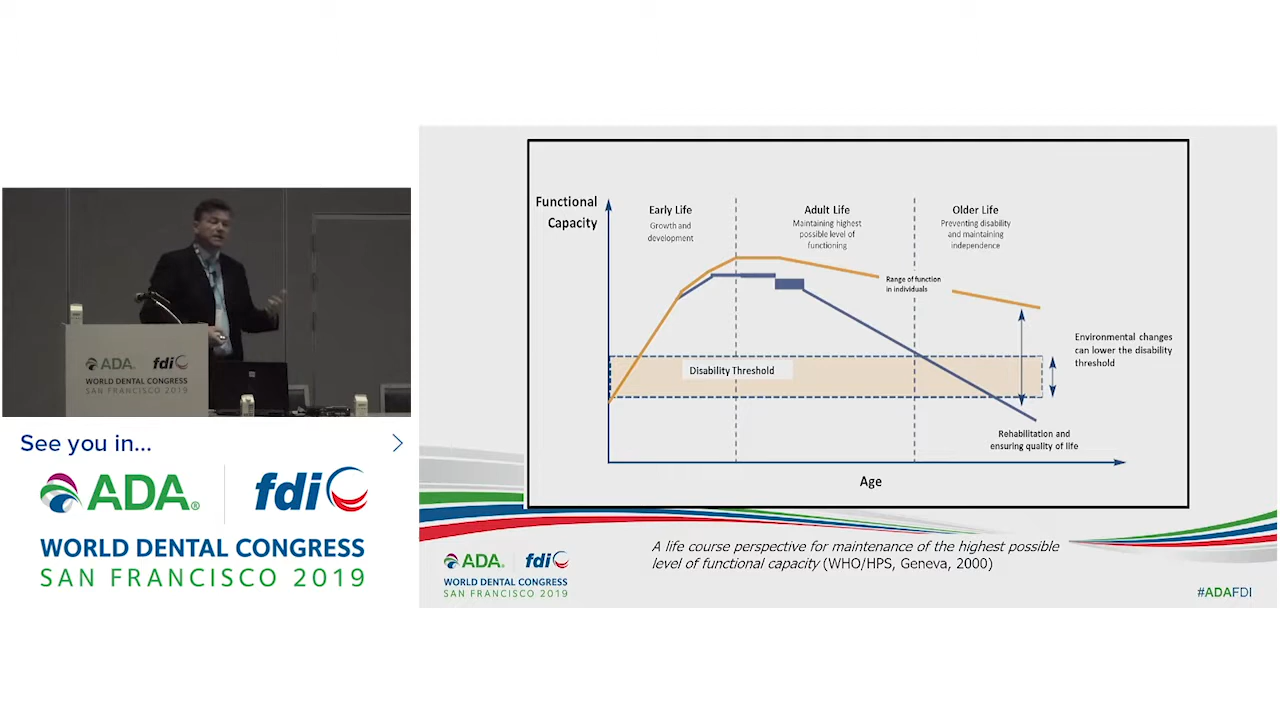 ADA. fdi
WORLD DENTAL CONGRESS
SAN FRANCISCO 2019
See you in...
ADA® fdi
WORLD DENTAL CONGRESS
SAN FRANCISCO 2019
Functional
Capacity
Early Life
Growth and
development
Adult Life
Maintaining highest
possible level of
functioning
Older Life
Preventing disability
and maintaining
independence
Range of function
in individuals
Disability Threshold
Environmental changes
can lower the disability
threshold
Rehabilitation and
ensuring quality of life
Age
A life course perspective for maintenance of the highest possible
level of functional capacity (WHO/HPS, Geneva, 2000)
ADA. fdi
WORLD DENTAL CONGRESS
SAN FRANCISCO 2019
#ADAFDI